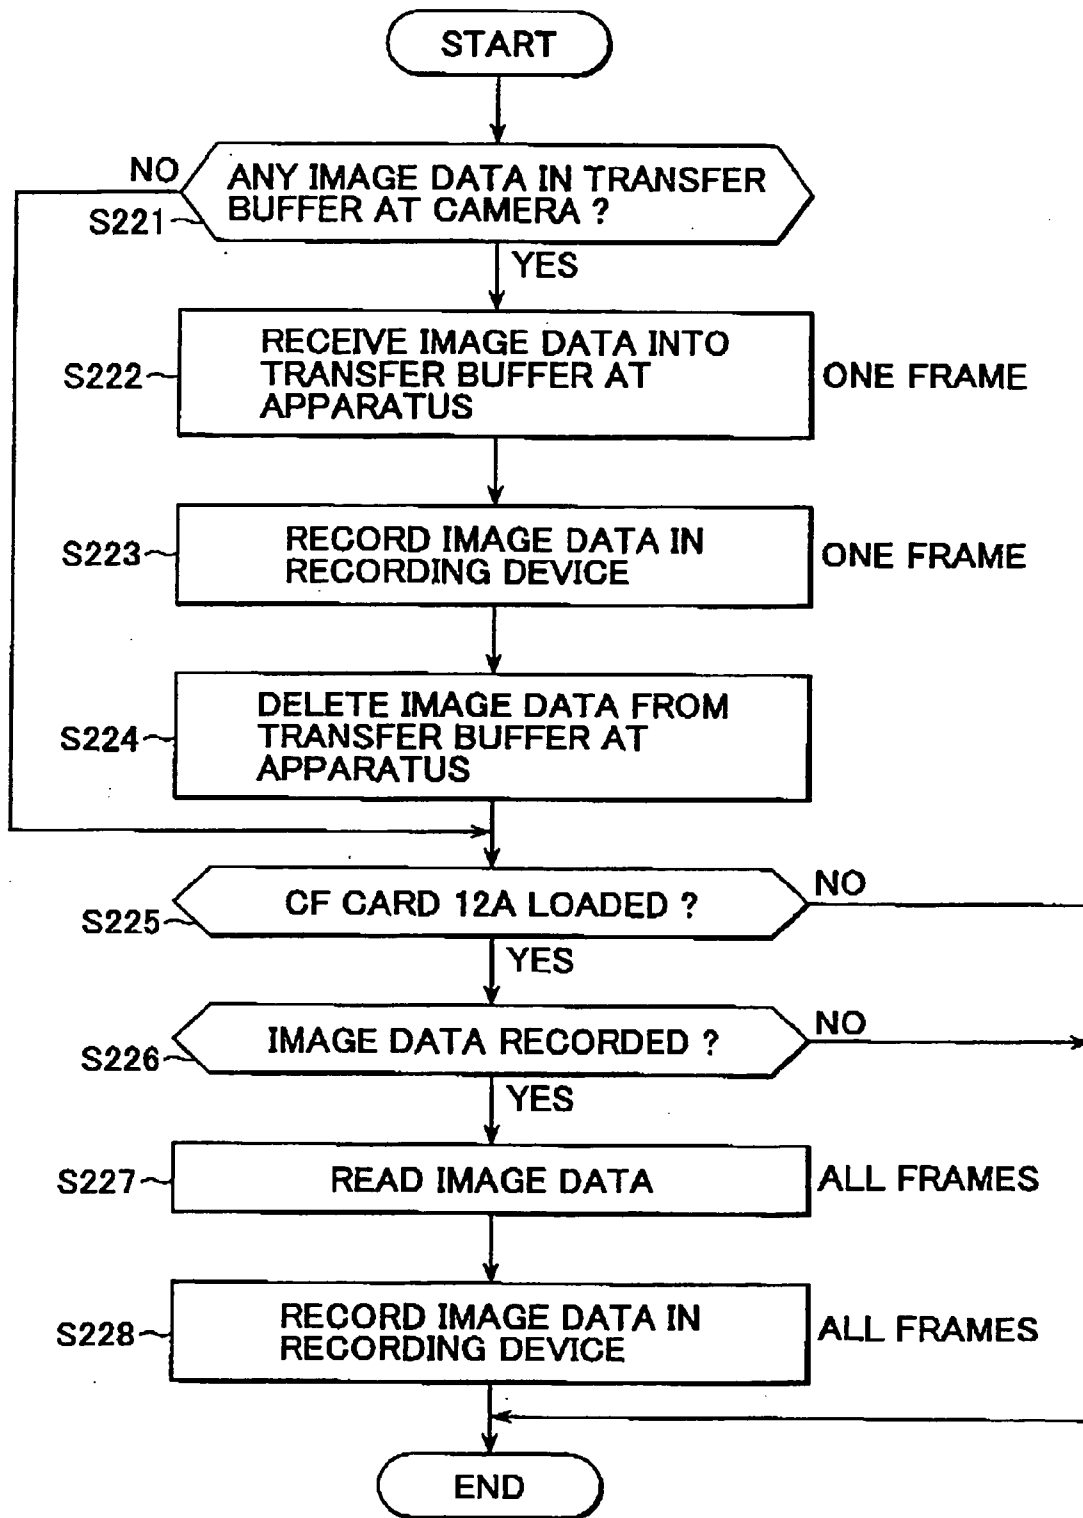 START
NO
ANY IMAGE DATA IN TRANSFER
BUFFER AT CAMERA ?
S221
YES
RECEIVE IMAGE DATA INTO
TRANSFER BUFFER AT
APPARATUS
S222
ONE FRAME
RECORD IMAGE DATA IN
RECORDING DEVICE
S223
ONE FRAME
DELETE IMAGE DATA FROM
TRANSFER BUFFER AT
APPARATUS
S224
CF CARD 12A LOADED ?
NO
S225
YES
IMAGE DATA RECORDED ?
NO
S226
YES
S227
READ IMAGE DATA
ALL FRAMES
RECORD IMAGE DATA IN
RECORDING DEVICE
S228
ALL FRAMES
END